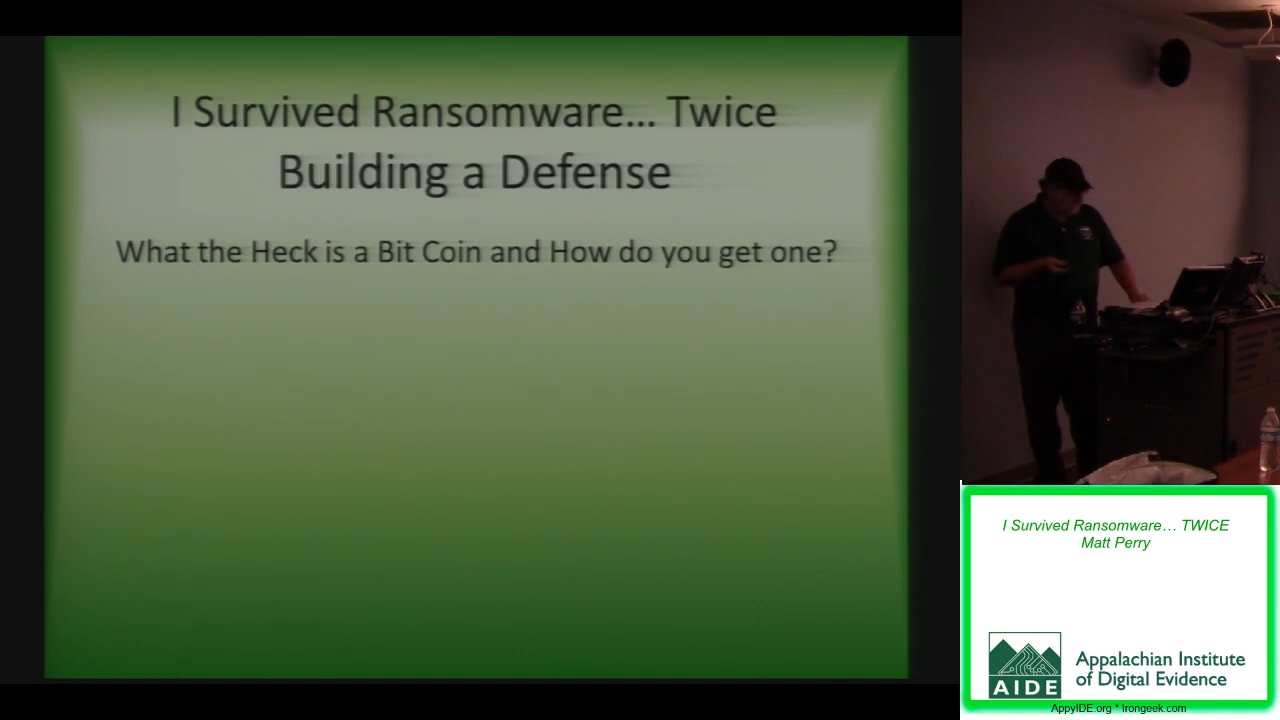 I Survived Ransomware... Twice
Building a Defense
What the Heck is a Bit Coin and How do you get one?
I Survived Ransomware… TWICE
Matt Perry
AIDE
Appalachian Institute
of Digital Evidence
AppyIDE.org * Irongeek.com